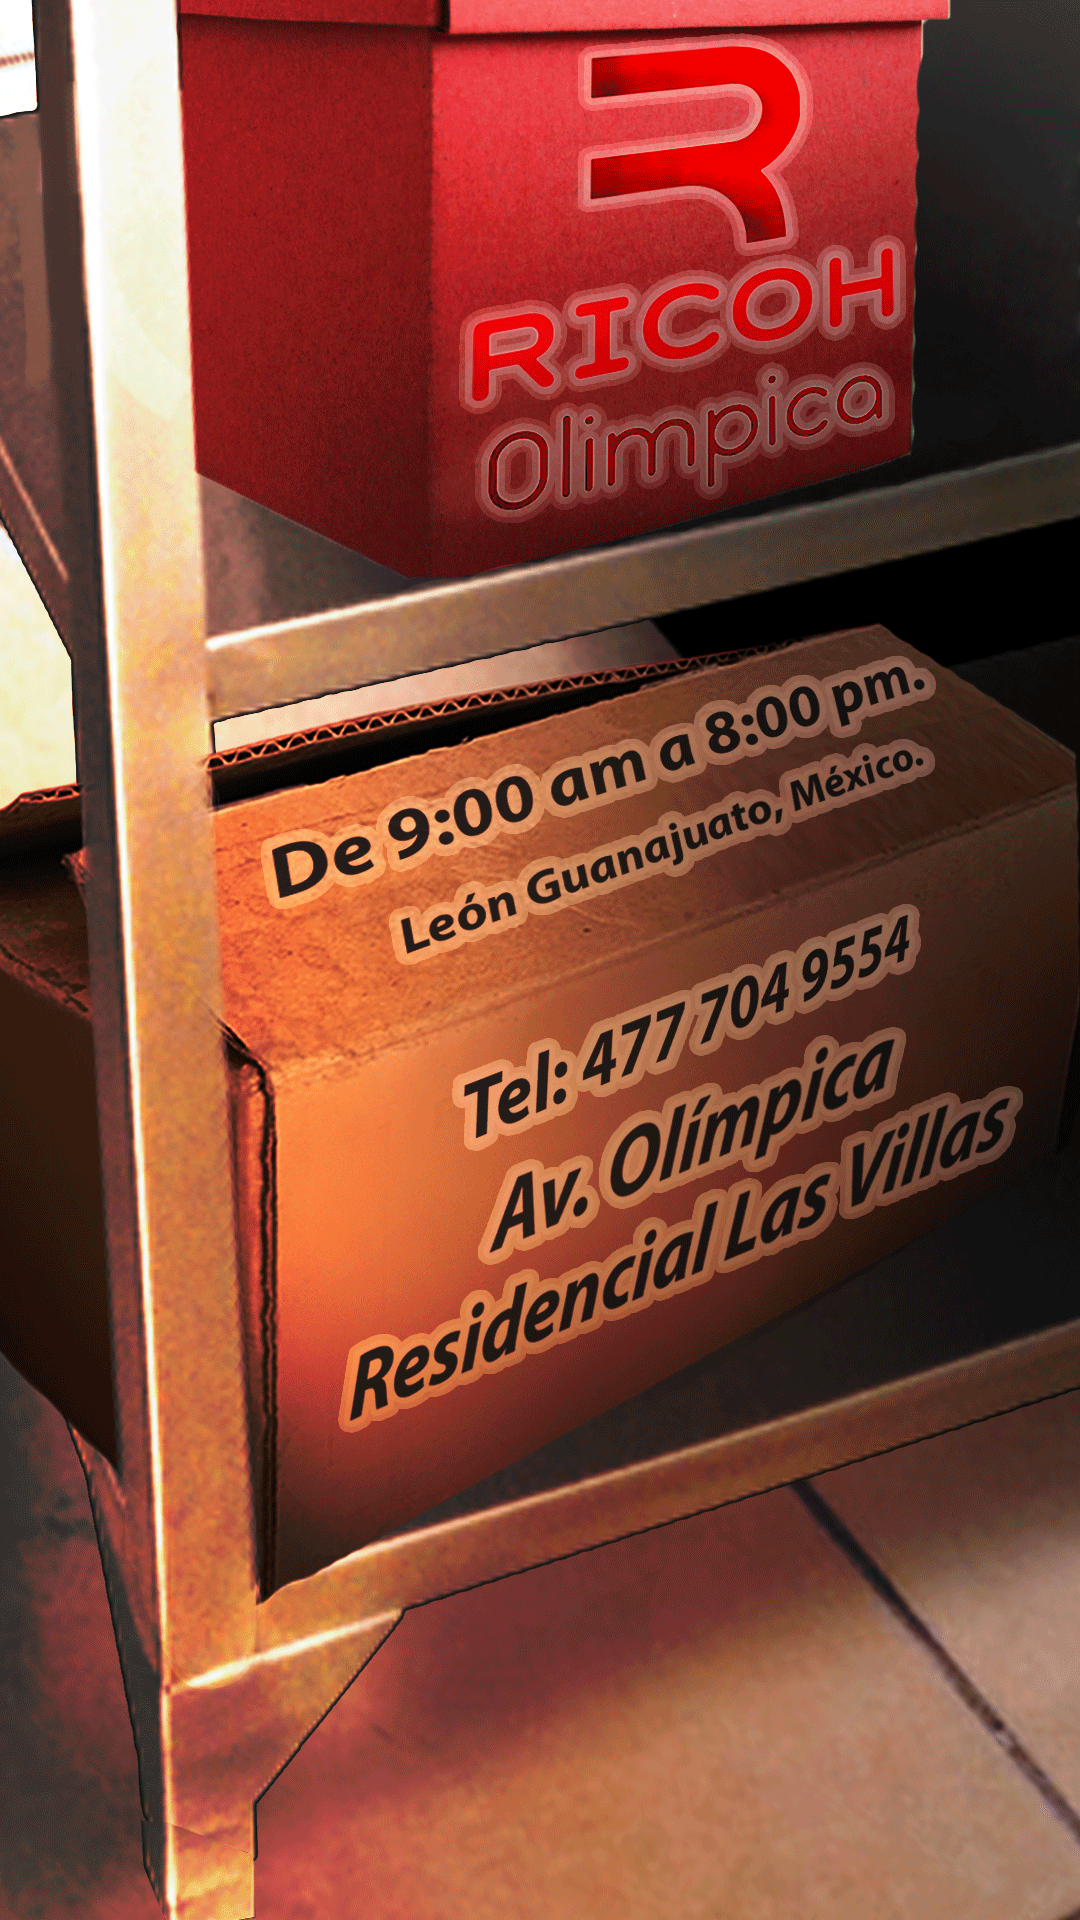 R
RICOH
Olimpica
De 9:00 am a 8:00 pm.
León Guanajuato, México.
Tel: 477 704 9554
Av. Olímpica
Residencial Las Villas